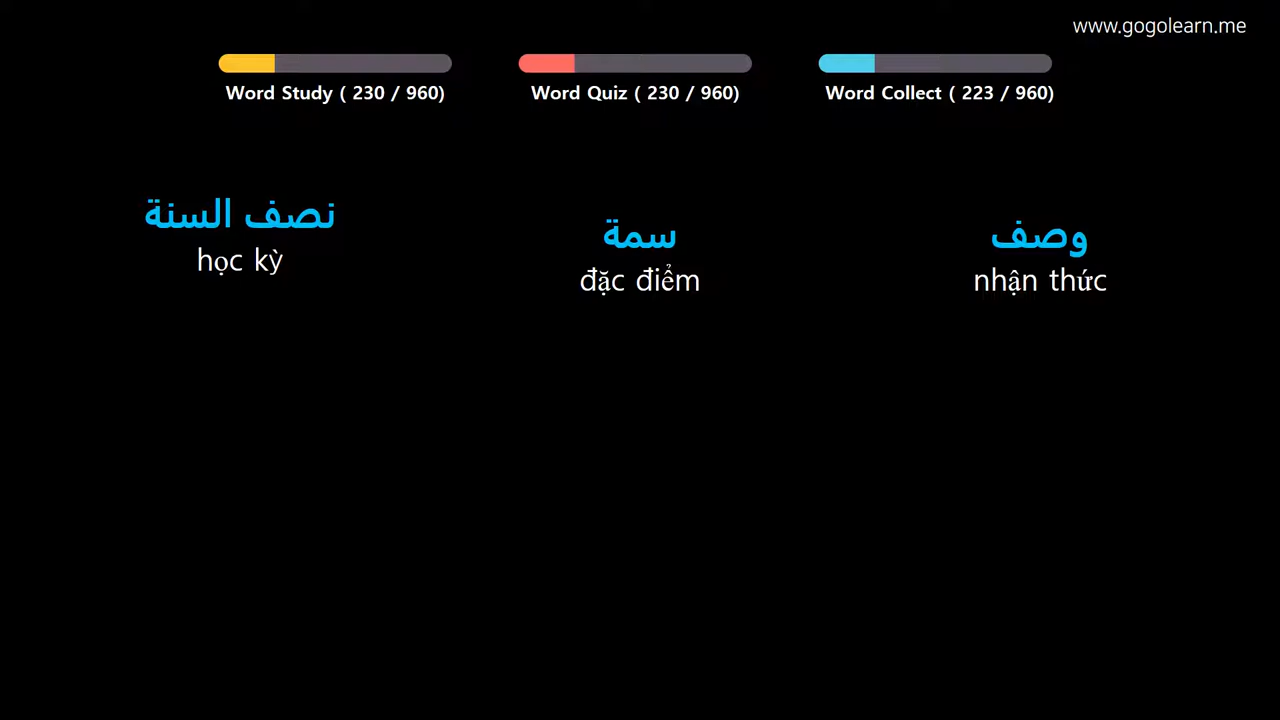 www.gogolearn.me
Word Study ( 230 / 960)
Word Quiz ( 230 / 960)
Word Collect ( 223 / 960)
نصف السنة
học kỳ
سمة
đặc điểm
وصف
nhận thức